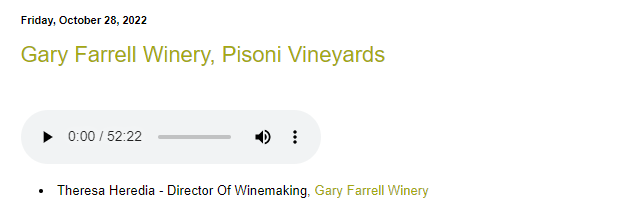 Friday, October 28, 2022
Gary Farrell Winery, Pisoni Vineyards
0:00 / 52:22
• Theresa Heredia - Director Of Winemaking, Gary Farrell Winery